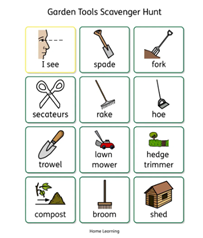 Garden Tools Scavenger Hunt
I see
spade
fork
secateurs
rake
hoe
trowel
lawn
mower
hedge
trimmer
compost
broom
shed
Home Learning